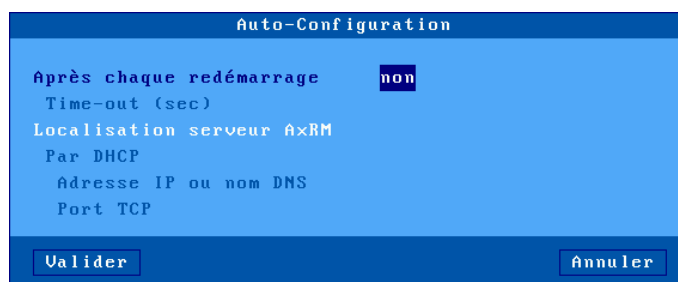 Auto-Configuration
Après chaque redémarrage non
Time-out (sec)
Localisation serveur AxRM
Par DHCP
Adresse IP ou nom DNS
Port TCP
Valider Annuler